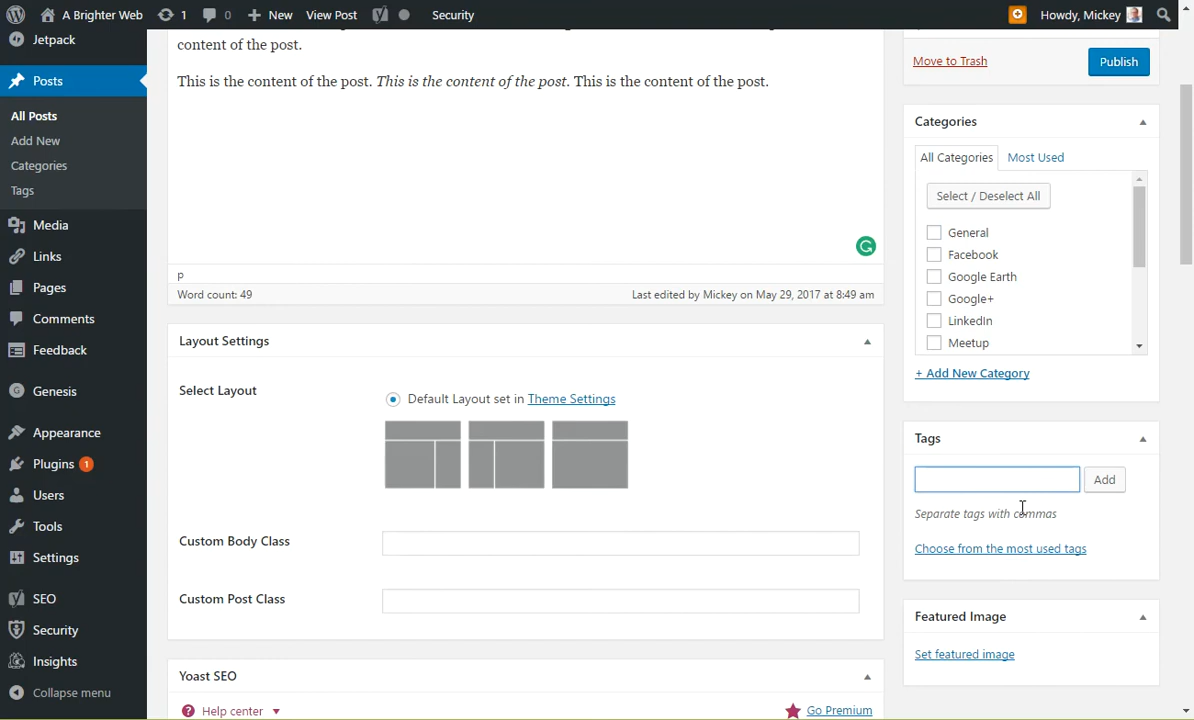 A Brighter Web 1 0 New View Post Security Howdy, Mickey
Jetpack
Posts
All Posts
Add New
Categories
Tags
Media
Links
Pages
Comments
Feedback
Genesis
Appearance
Plugins 1
Users
Tools
Settings
SEO
Security
Insights
Collapse menu
content of the post.
This is the content of the post. This is the content of the post. This is the content of the post.
p
Word count: 49 Last edited by Mickey on May 29, 2017 at 8:49 am
Layout Settings
Select Layout
Default Layout set in Theme Settings
Custom Body Class
Custom Post Class
Yoast SEO
Help center
Go Premium
Move to Trash Publish
Categories
All Categories Most Used
Select / Deselect All
General
Facebook
Google Earth
Google+
LinkedIn
Meetup
+ Add New Category
Tags
Add
Separate tags with commas
Choose from the most used tags
Featured Image
Set featured image